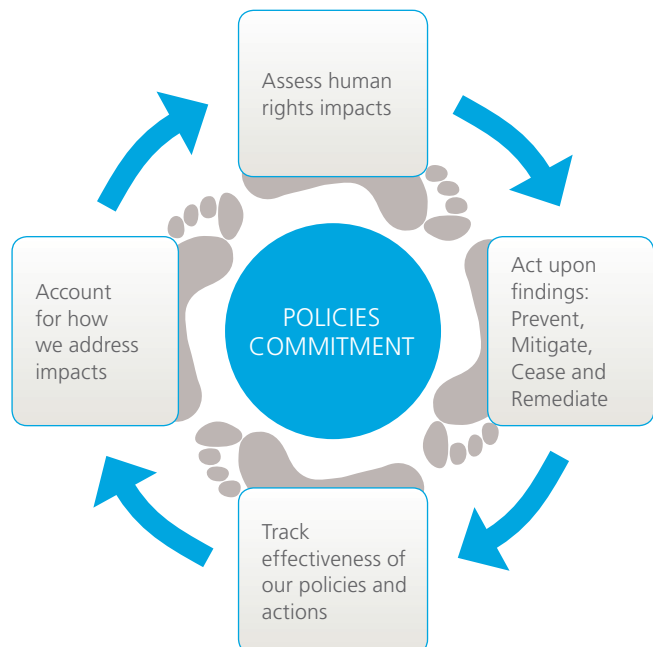 Assess human
rights impacts
Act upon
findings:
Prevent,
Mitigate,
Cease and
Remediate
Track
effectiveness of
our policies and
actions
Account
for how
we address
impacts
POLICIES
COMMITMENT